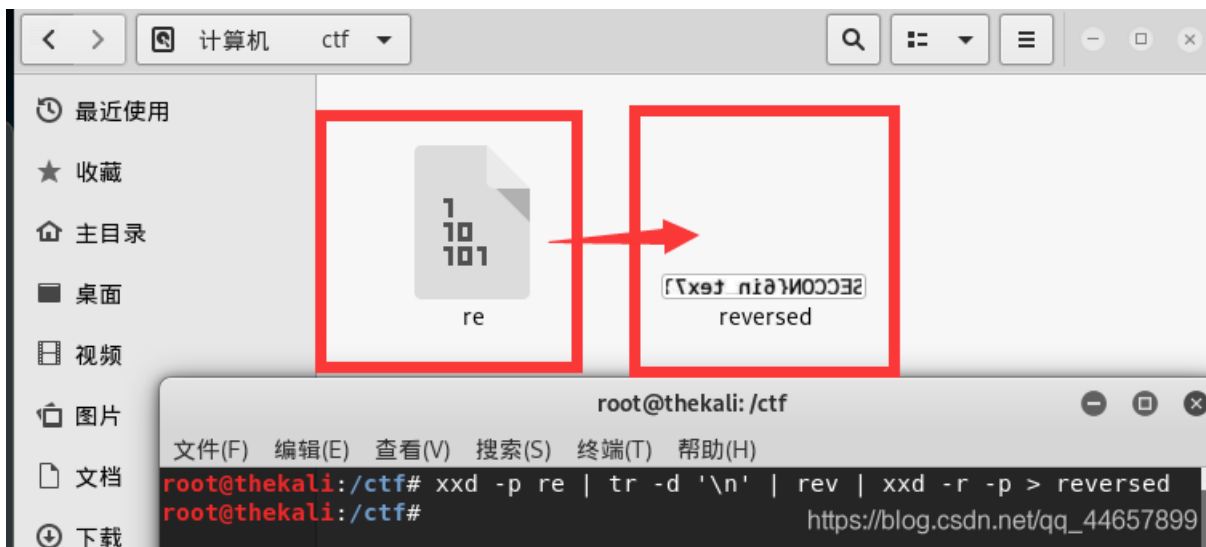 计算机 ctf
最近使用
收藏
主目录
桌面
视频
图片
文档
下载
1
10
101
re
SECCON{6in_tex7}
reversed
root@thekali: /ctf
文件(F) 编辑(E) 查看(V) 搜索(S) 终端(T) 帮助(H)
root@thekali:/ctf# xxd -p re | tr -d '\n' | rev | xxd -r -p > reversed
root@thekali:/ctf#
https://blog.csdn.net/qq_44657899